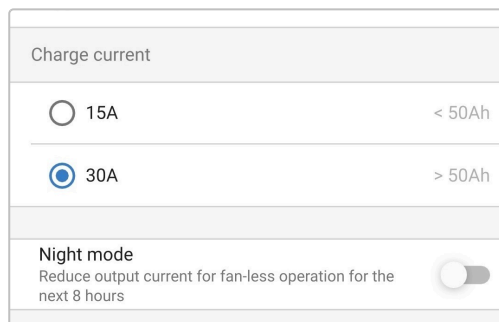 Charge current
15A < 50Ah
30A > 50Ah
Night mode
Reduce output current for fan-less operation for the
next 8 hours